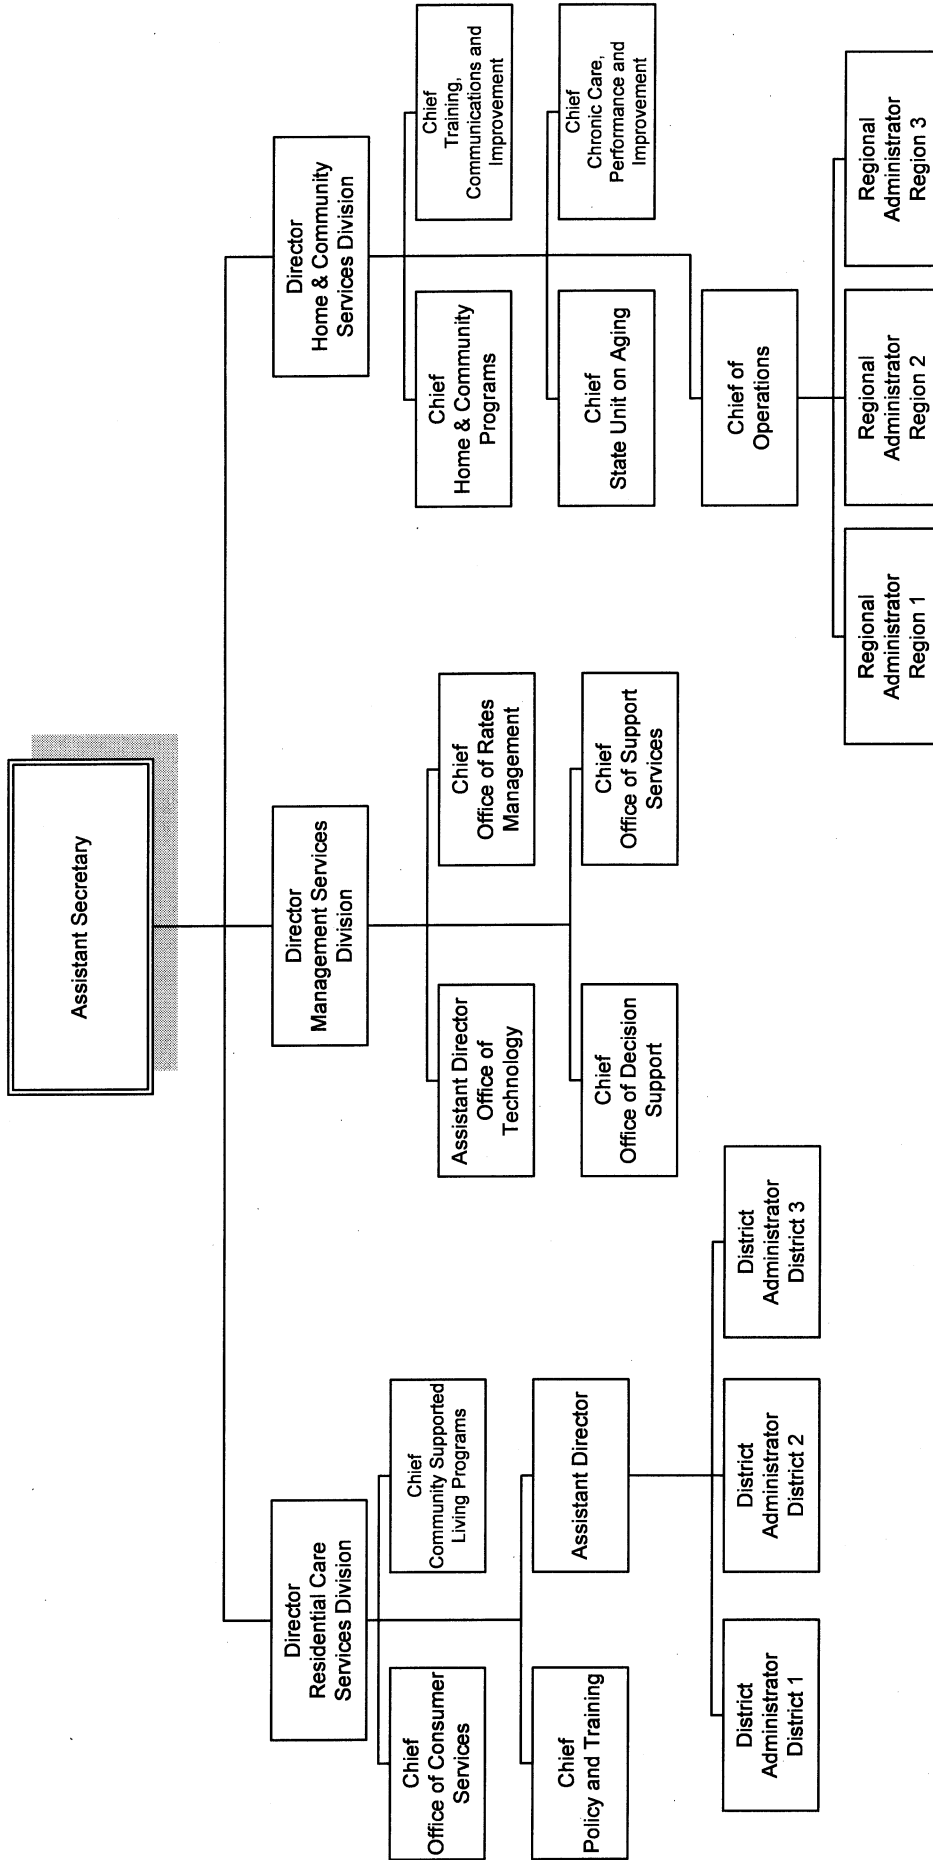 Assistant Secretary
Director
Residential Care
Services Division
Director
Management Services
Division
Director
Home & Community
Services Division
Chief
Office of Consumer
Services
Chief
Community Supported
Living Programs
Chief
Policy and Training
Assistant Director
District
Administrator
District 1
District
Administrator
District 2
District
Administrator
District 3
Assistant Director
Office of
Technology
Chief
Office of Rates
Management
Chief
Office of Decision
Support
Chief
Office of Support
Services
Chief
Home & Community
Programs
Chief
Training,
Communications and
Improvement
Chief
State Unit on Aging
Chief
Chronic Care,
Performance and
Improvement
Chief of
Operations
Regional
Administrator
Region 1
Regional
Administrator
Region 2
Regional
Administrator
Region 3